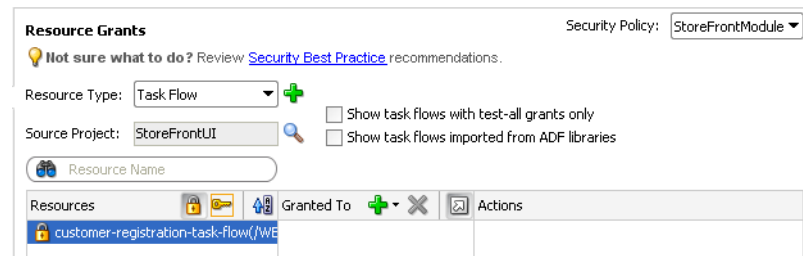 Resource Grants
Security Policy: StoreFrontModule
Not sure what to do? Review Security Best Practice recommendations.
Resource Type: Task Flow
Show task flows with test-all grants only
Source Project: StoreFrontUI
Show task flows imported from ADF libraries
Resource Name
Resources Granted To Actions
customer-registration-task-flow(/WE